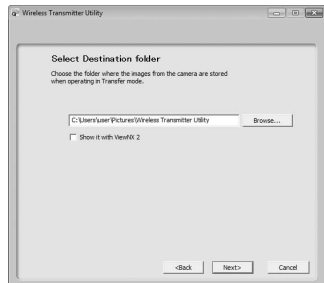 Wireless Transmitter Utility
Select Destination folder
Choose the folder where the images from the camera are stored
when operating in Transfer mode.
C:\Users\user\Pictures\Wireless Transmitter Utility
Browse...
Show it with ViewNX 2
<Back
Next>
Cancel